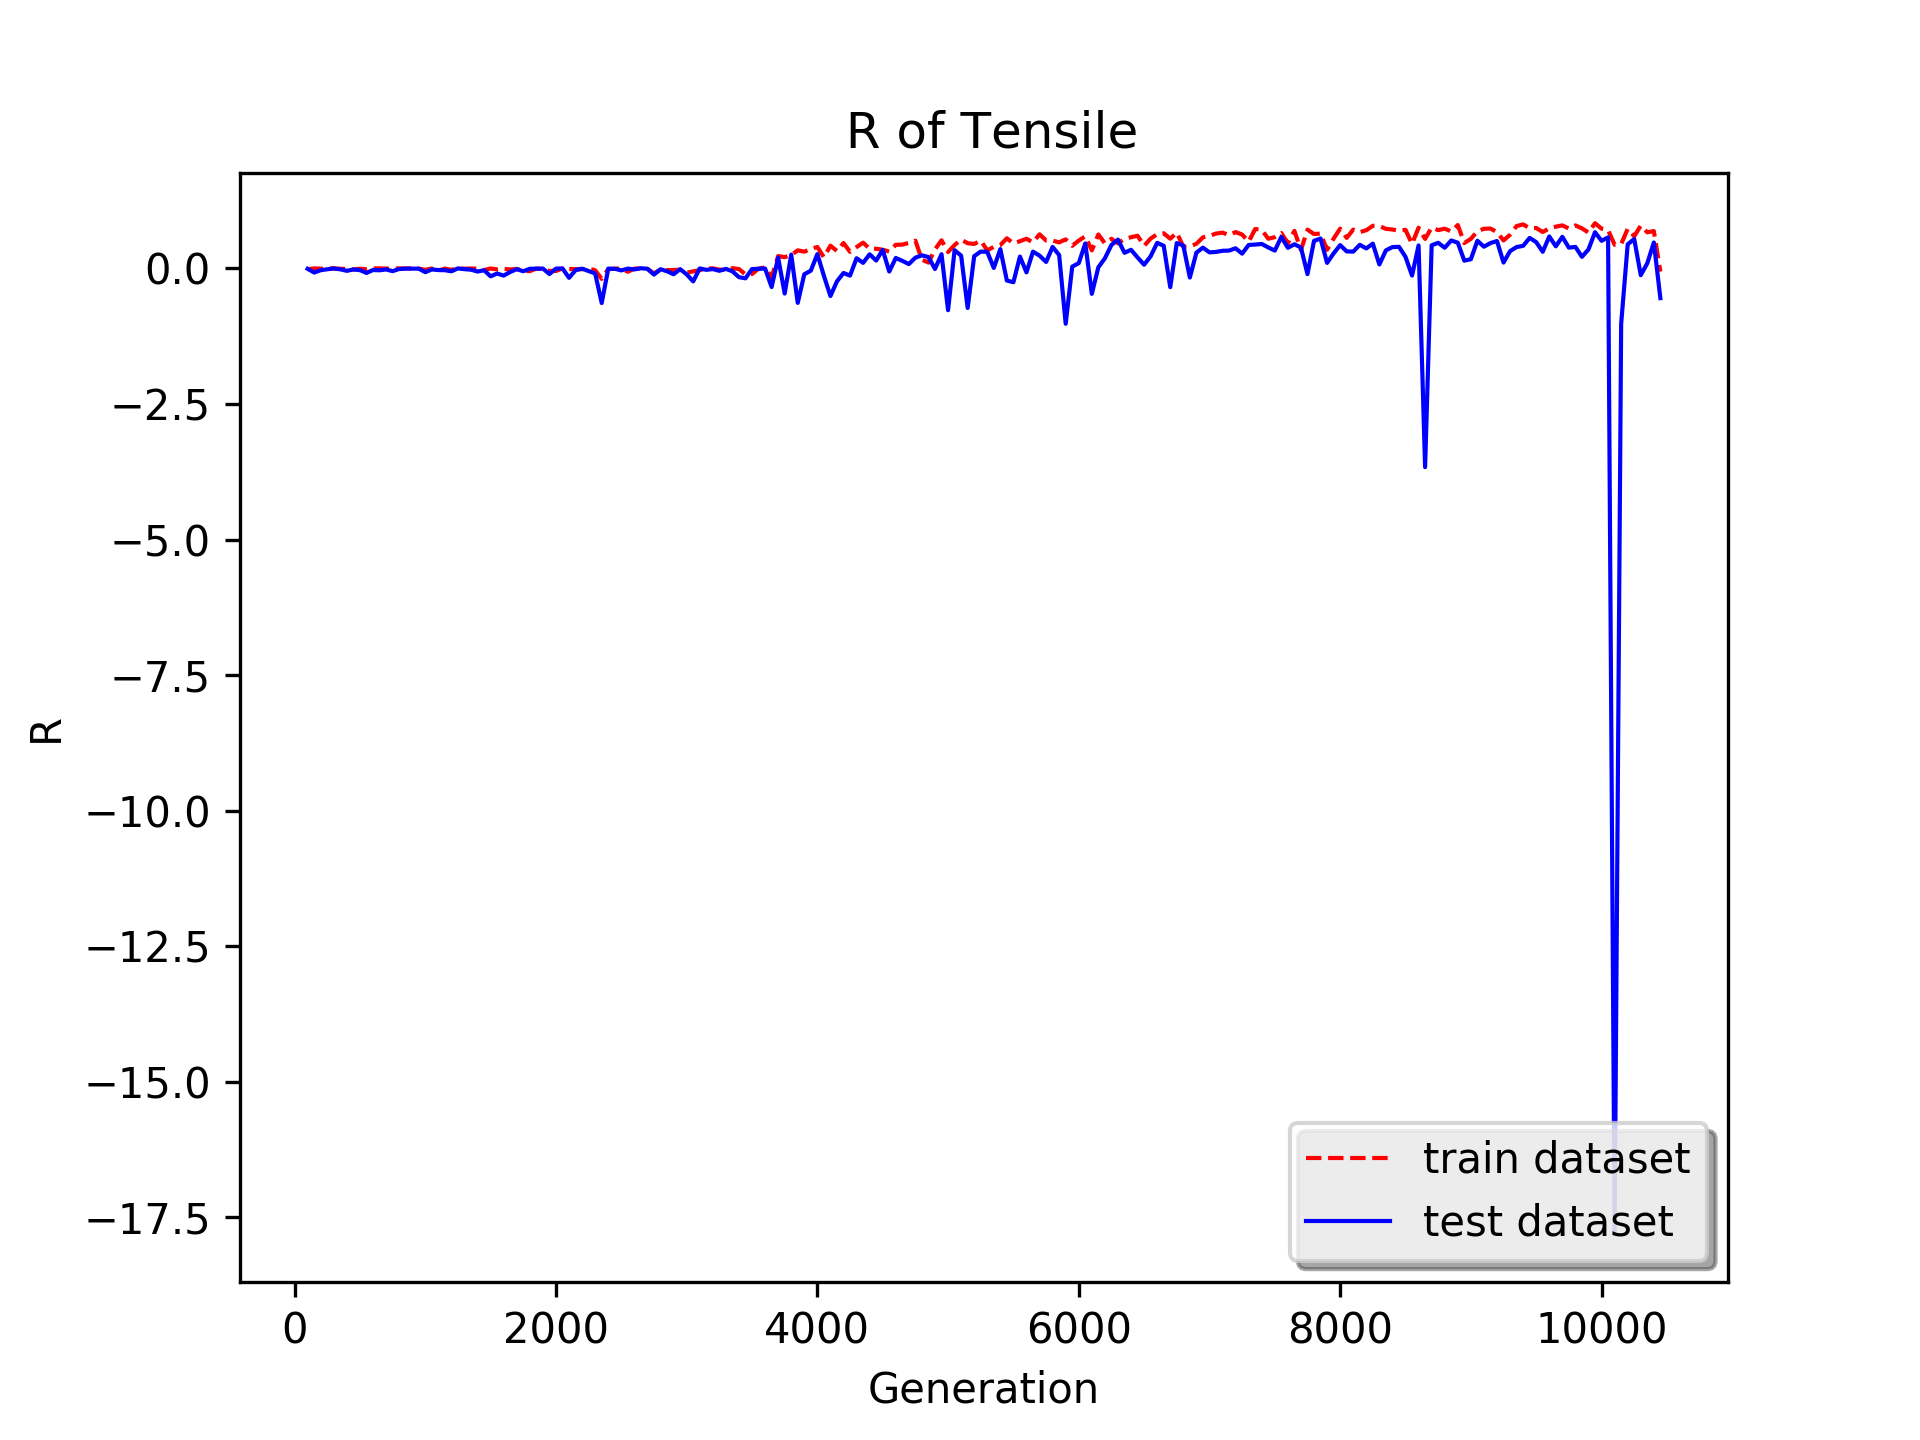 R of Tensile
0.0
−2.5
−5.0
−7.5
−10.0
−12.5
−15.0
−17.5
R
train dataset
test dataset
0 2000 4000 6000 8000 10000
Generation